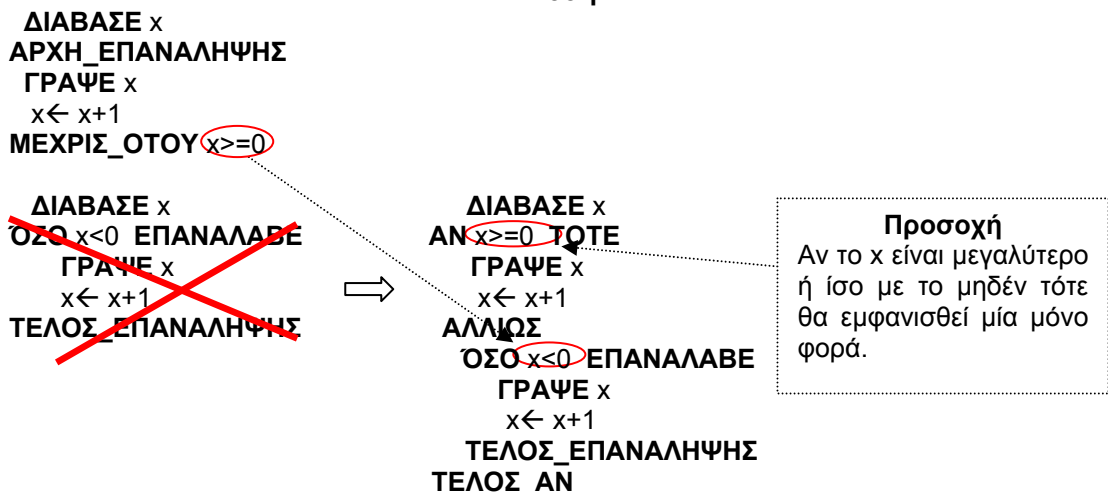 ΔΙΑΒΑΣΕ x
ΑΡΧΗ_ΕΠΑΝΑΛΗΨΗΣ
ΓΡΑΨΕ x
x← x+1
ΜΕΧΡΙΣ_ΟΤΟΥ x>=0
ΔΙΑΒΑΣΕ x
ΌΣΟ x<0 ΕΠΑΝΑΛΑΒΕ
ΓΡΑΨΕ x
x← x+1
ΤΕΛΟΣ_ΕΠΑΝΑΛΗΨΗΣ
ΔΙΑΒΑΣΕ x
ΑΝ x>=0 ΤΟΤΕ
ΓΡΑΨΕ x
x← x+1
ΑΛΛΙΩΣ
ΌΣΟ x<0 ΕΠΑΝΑΛΑΒΕ
ΓΡΑΨΕ x
x← x+1
ΤΕΛΟΣ_ΕΠΑΝΑΛΗΨΗΣ
ΤΕΛΟΣ_ΑΝ
Προσοχή
Αν το x είναι μεγαλύτερο
ή ίσο με το μηδέν τότε
θα εμφανισθεί μία μόνο
φορά.